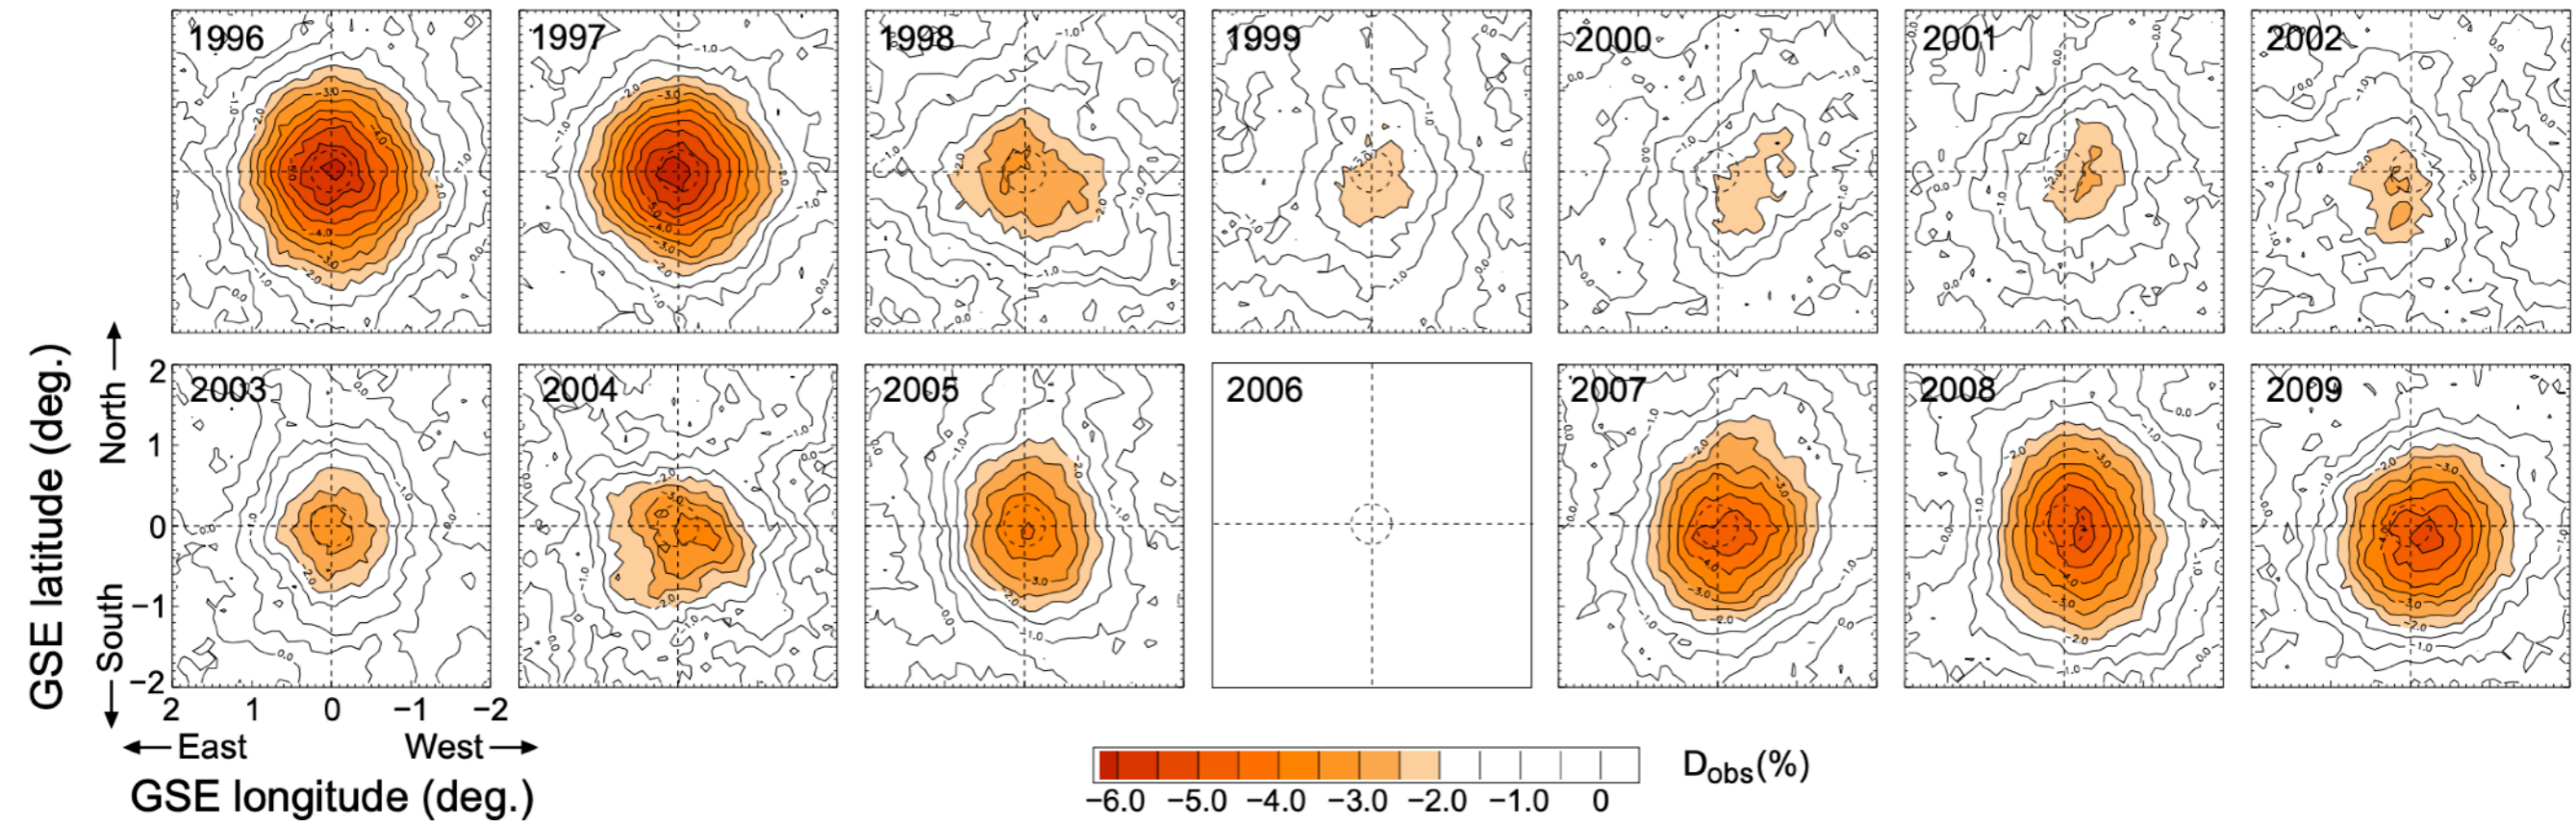 1996 1997 1998 1999 2000 2001 2002
2003 2004 2005 2006 2007 2008 2009
GSE latitude (deg.)
North
South
2
1
0
−1
−2
2 1 0 −1 −2
East West
GSE longitude (deg.)
−6.0 −5.0 −4.0 −3.0 −2.0 −1.0 0
Dobs(%)